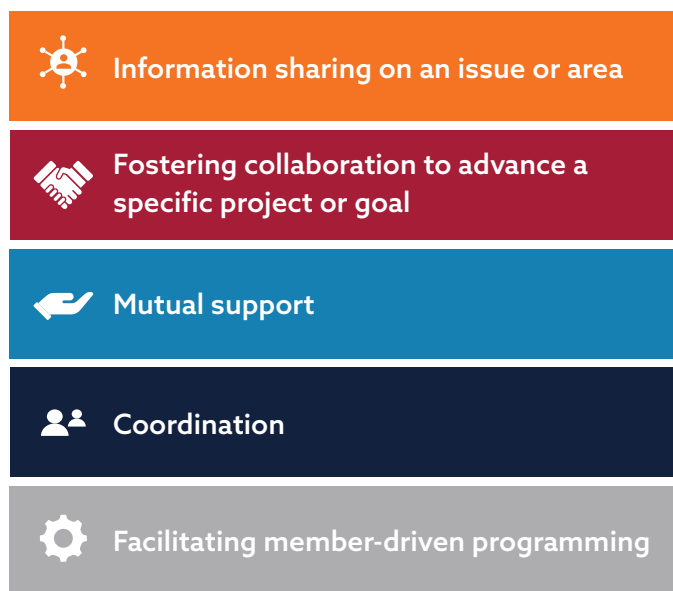 Information sharing on an issue or area
Fostering collaboration to advance a
specific project or goal
Mutual support
Coordination
Facilitating member-driven programming